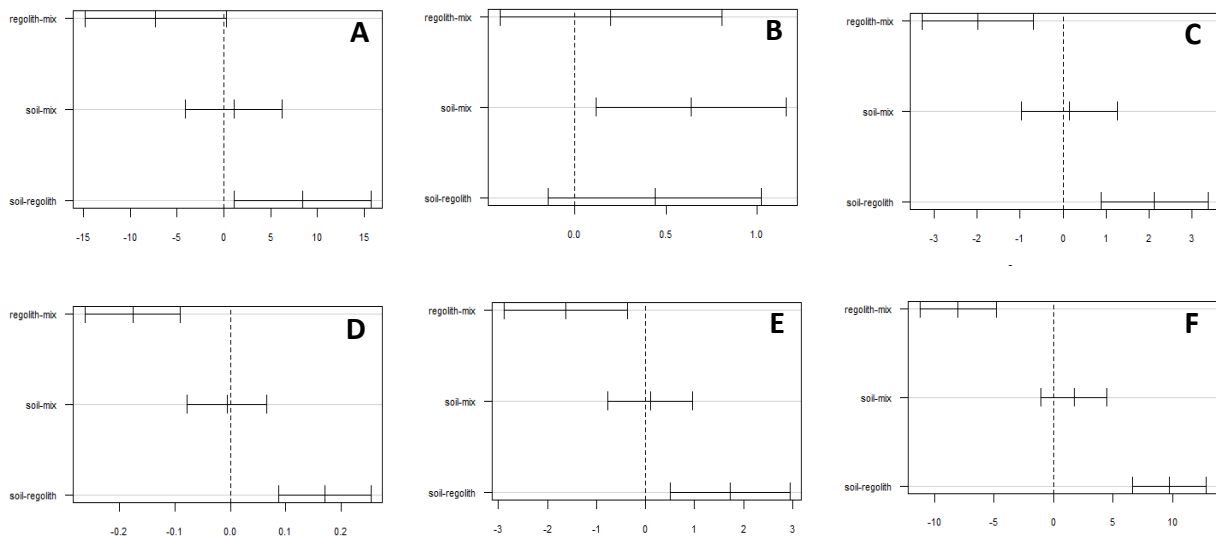 A
regolith-mix
soil-mix
soil-regolith
-15 -10 -5 0 5 10 15
B
regolith-mix
soil-mix
soil-regolith
0.0 0.5 1.0
C
regolith-mix
soil-mix
soil-regolith
-3 -2 -1 0 1 2 3
-
D
regolith-mix
soil-mix
soil-regolith
-0.2 -0.1 0.0 0.1 0.2
E
regolith-mix
soil-mix
soil-regolith
-3 -2 -1 0 1 2 3
F
regolith-mix
soil-mix
soil-regolith
-10 -5 0 5 10